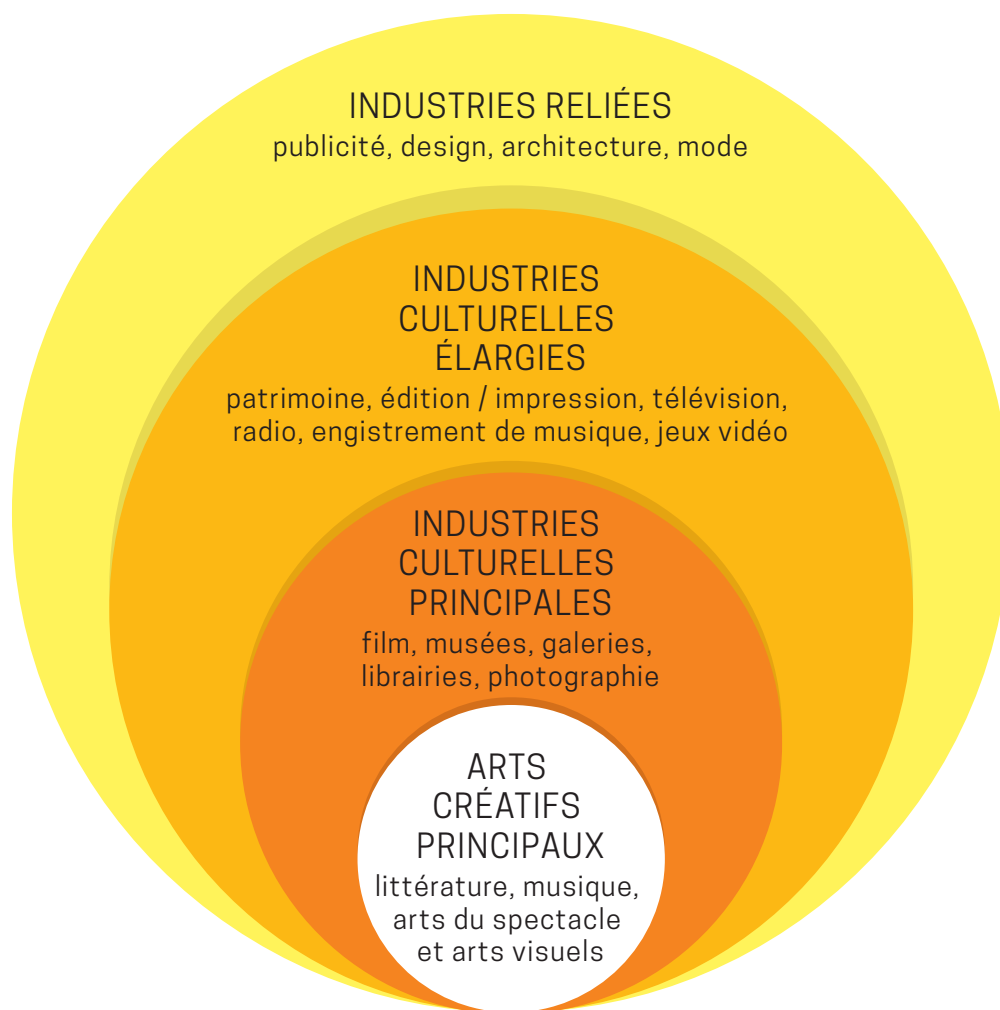 INDUSTRIES RELIÉES
publicité, design, architecture, mode
INDUSTRIES
CULTURELLES
ÉLARGIES
patrimoine, édition / impression, télévision,
radio, engistrement de musique, jeux vidéo
INDUSTRIES
CULTURELLES
PRINCIPALES
film, musées, galeries,
librairies, photographie
ARTS
CRÉATIFS
PRINCIPAUX
littérature, musique,
arts du spectacle
et arts visuels